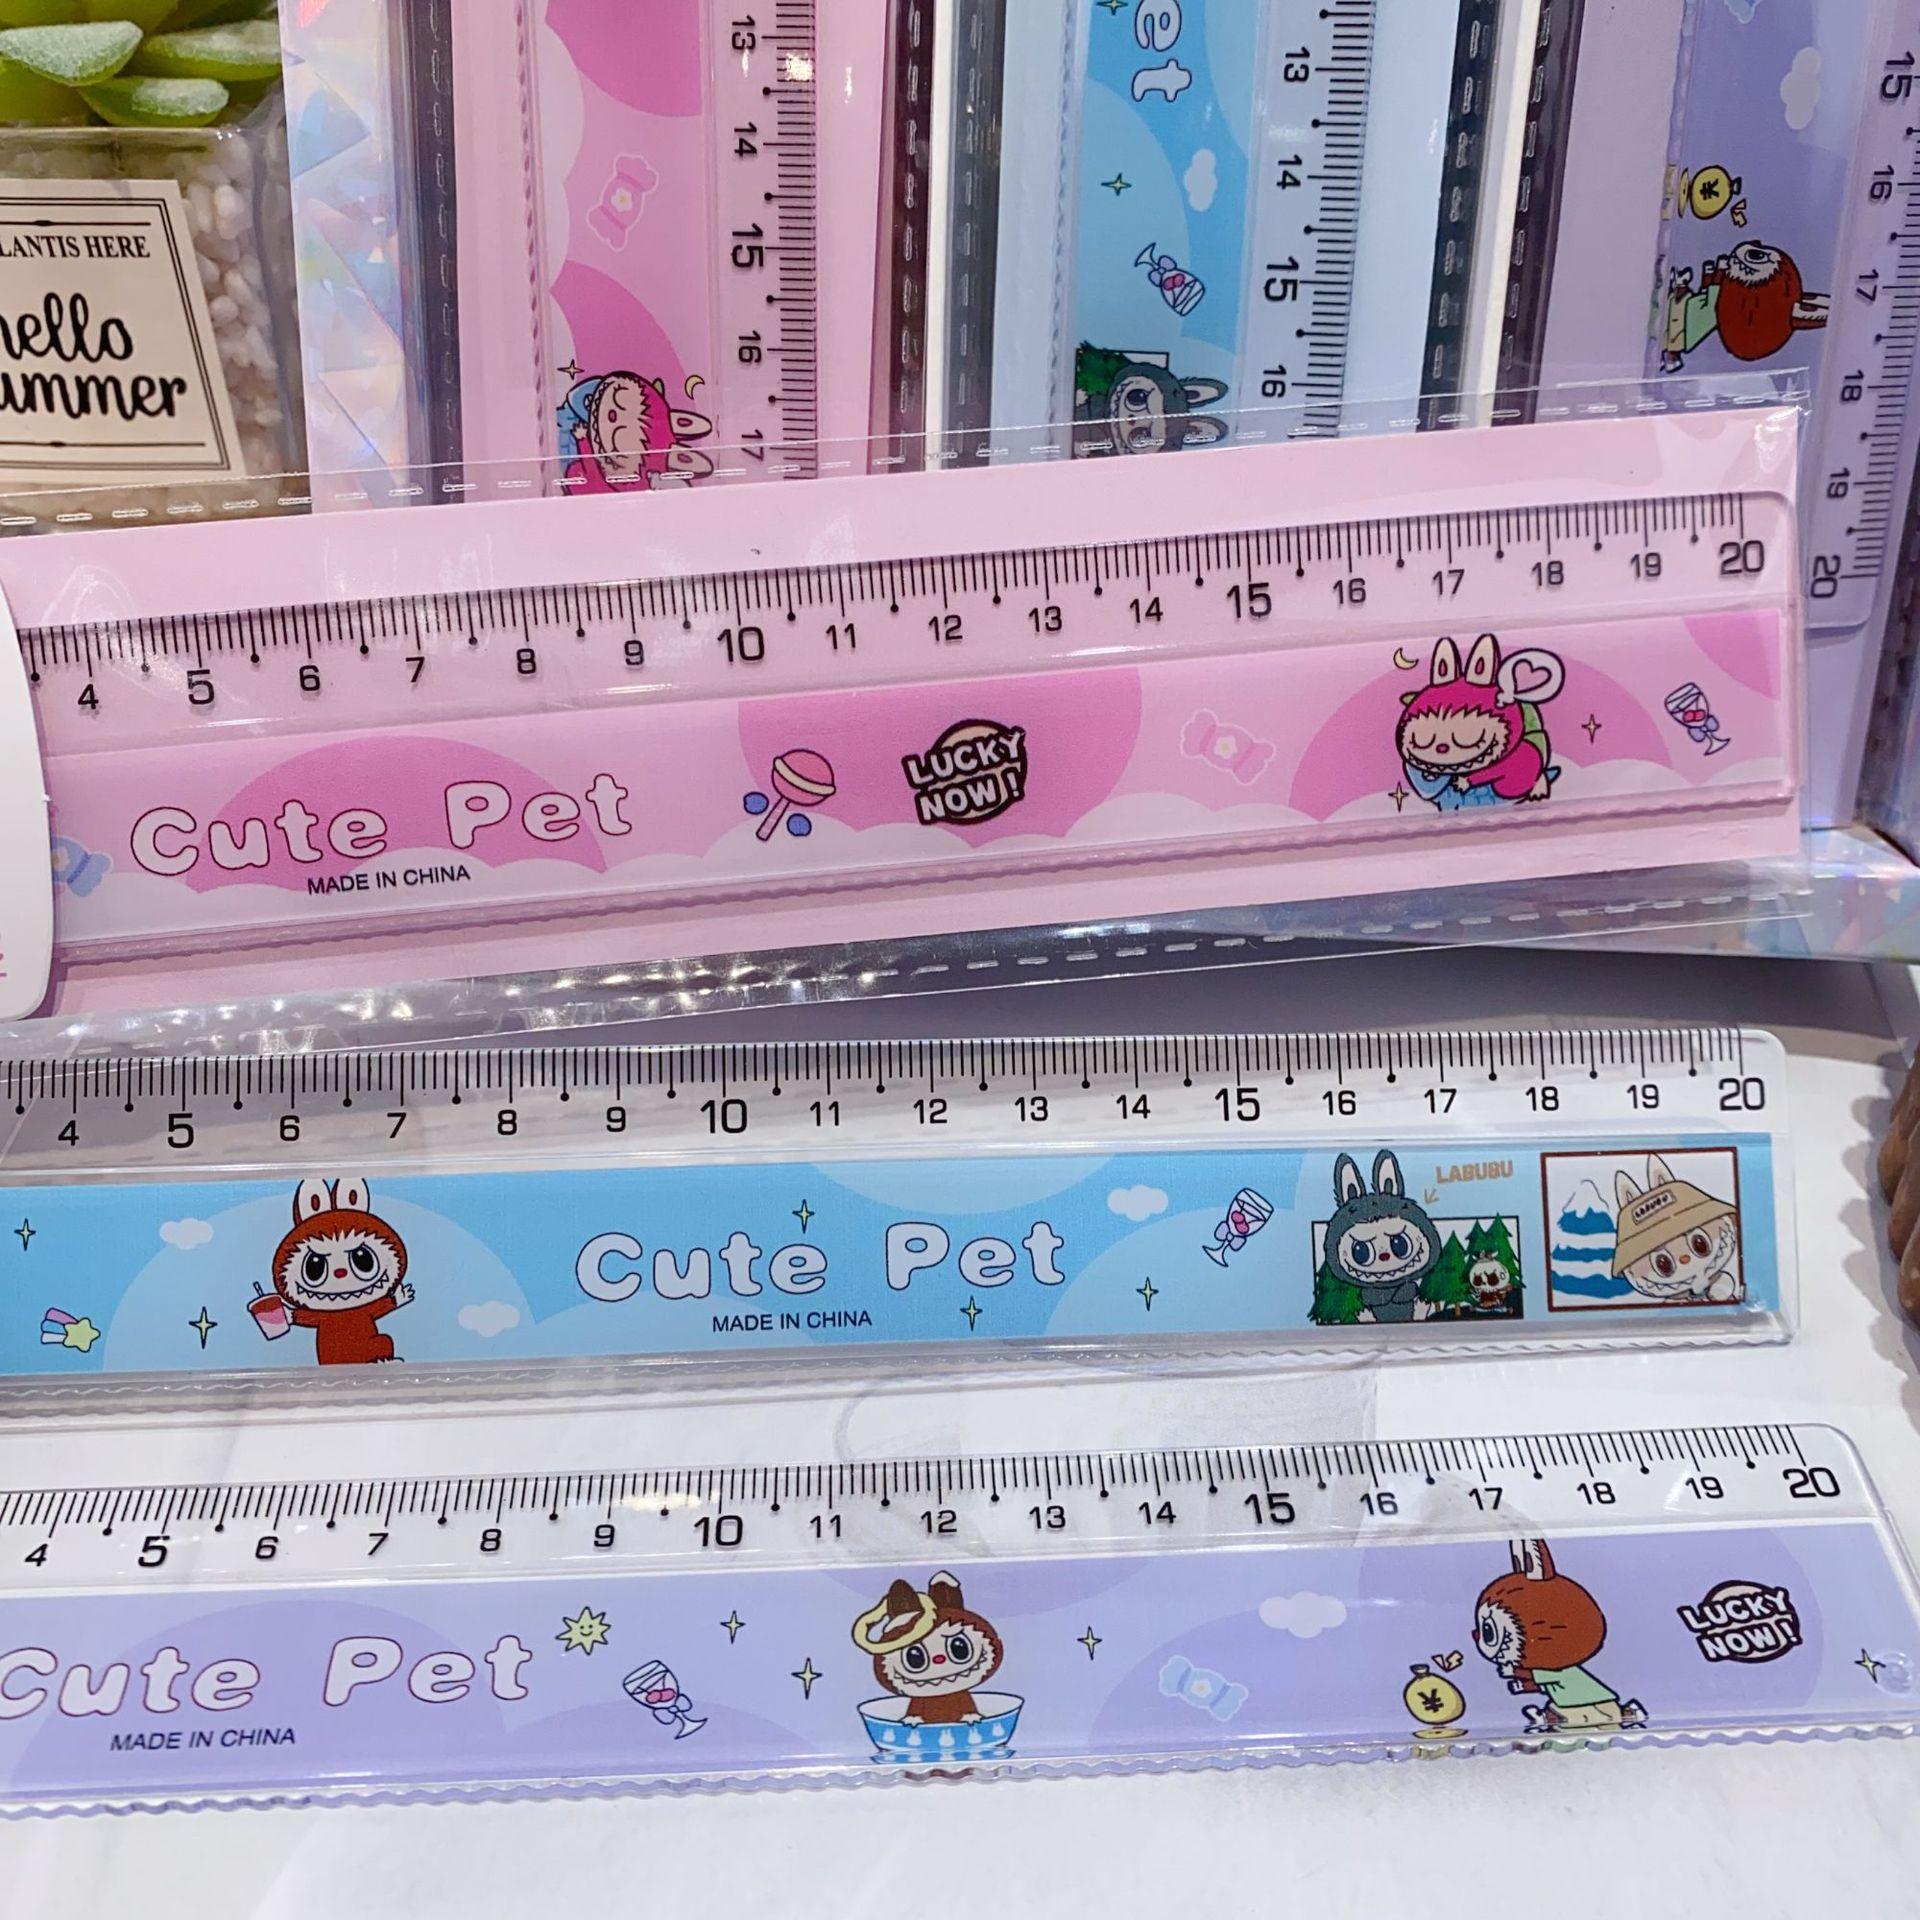 LANTIS HERE
hello
summer
13
14
15
16
17
et
13
14
15
16
15
16
17
18
19
20
4 5 6 7 8 9 10 11 12 13 14 15 16 17 18 19 20
Cute Pet
MADE IN CHINA
LUCKY
NOW!
4 5 6 7 8 9 10 11 12 13 14 15 16 17 18 19 20
Cute Pet
MADE IN CHINA
LABUBU
LABUBU
4 5 6 7 8 9 10 11 12 13 14 15 16 17 18 19 20
Cute Pet
MADE IN CHINA
¥
LUCKY
NOW!